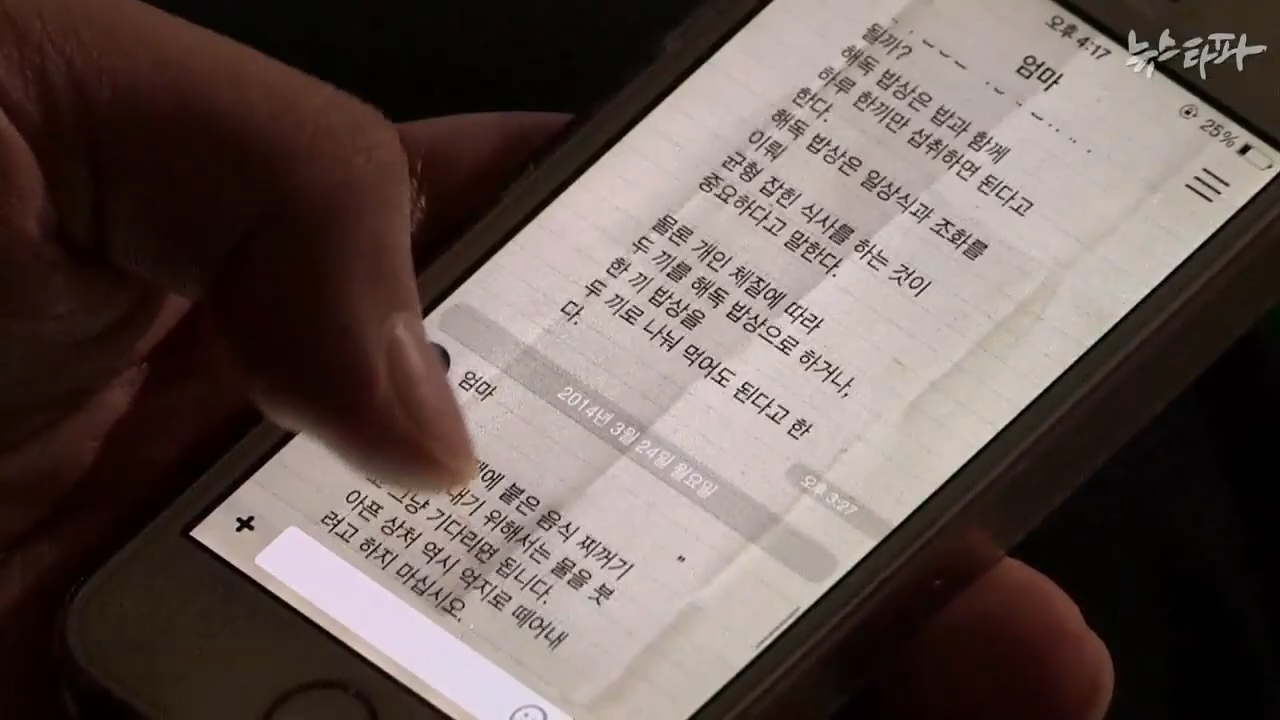 뉴스타파
오후 4:17
25%
엄마
될까?
해독 밥상은 밥과 함께
하루 한끼만 섭취하면 된다고
한다.
해독 밥상은 일상식과 조화를
이뤄
균형 잡힌 식사를 하는 것이
중요하다고 말한다.
물론 개인 체질에 따라
두 끼를 해독 밥상으로 하거나,
한 끼 밥상을
두 끼로 나눠 먹어도 된다고 한
다.
2014년 3월 24일 월요일
엄마
오후 3:27
붙은 음식 찌꺼기
위해서는 물을 붓
그냥 기다리면 됩니다.
아픈 상처 역시 억지로 떼어내
려고 하지 마십시오.